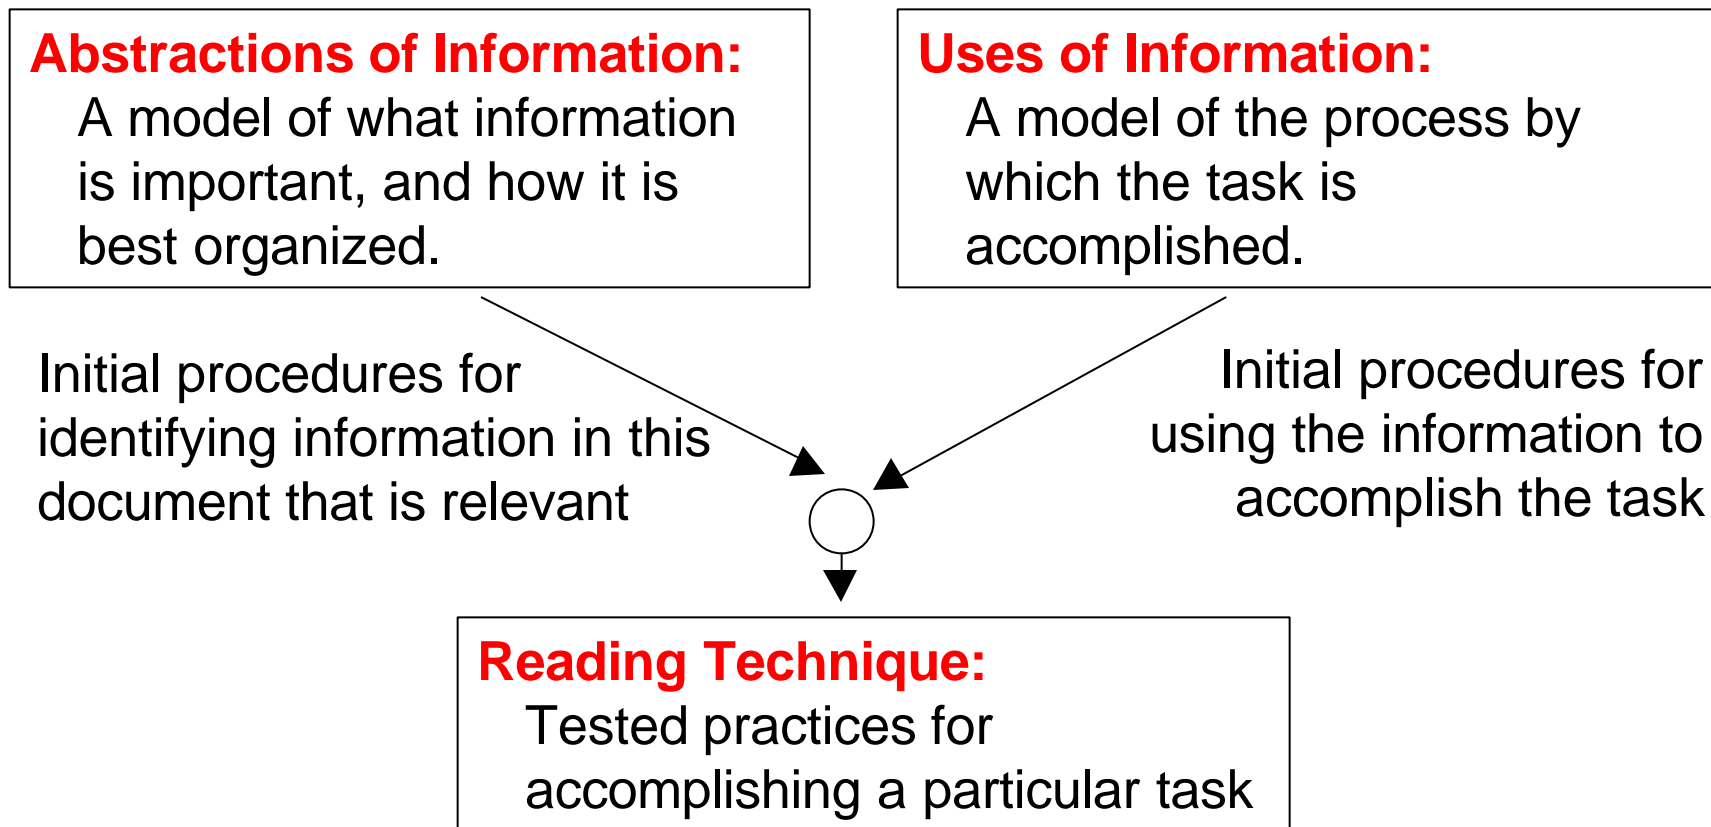 Abstractions of Information:
A model of what information
is important, and how it is
best organized.
Uses of Information:
A model of the process by
which the task is
accomplished.
Initial procedures for
identifying information in this
document that is relevant
Initial procedures for
using the information to
accomplish the task
Reading Technique:
Tested practices for
accomplishing a particular task